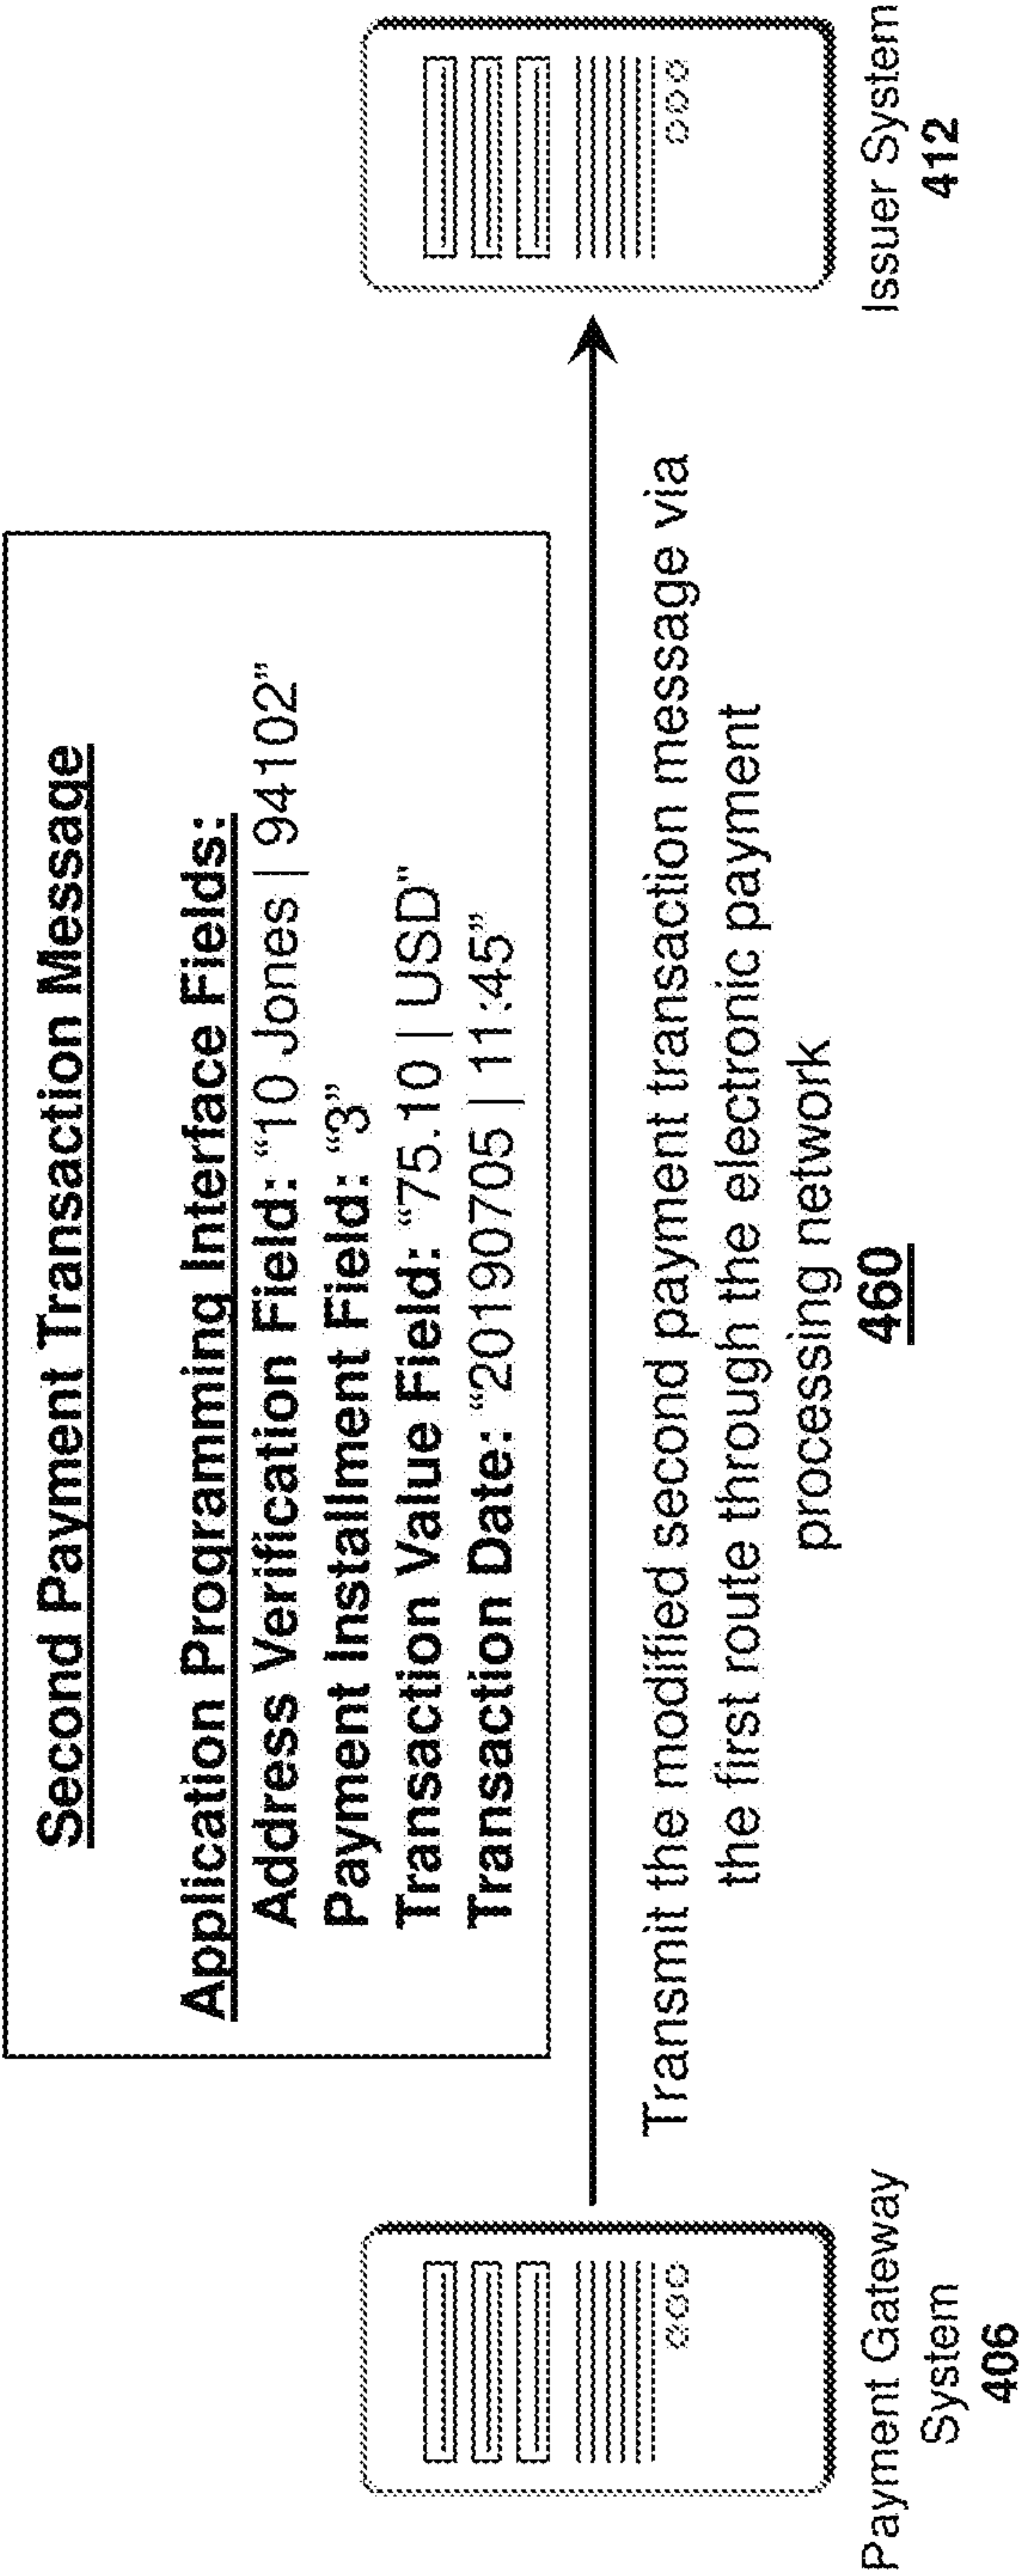 Second Payment Transaction Message
Application Programming Interface Fields:
Address Verification Field: “10 Jones | 94102”
Payment Installment Field: “3”
Transaction Value Field: “75.10 | USD”
Transaction Date: “20190705 | 11:45”
Transmit the modified second payment transaction message via
the first route through the electronic payment
processing network
460
Payment Gateway
System
406
Issuer System
412